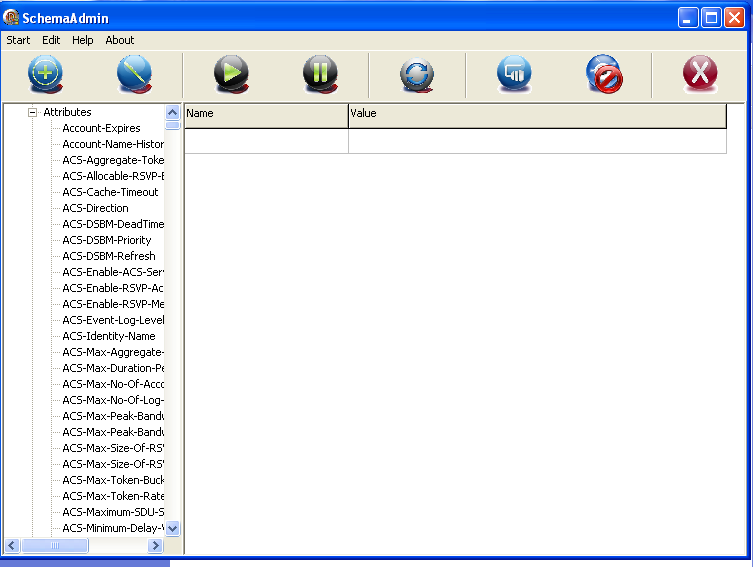 SchemaAdmin
Start Edit Help About
Attributes
Account-Expires
Account-Name-Histor
ACS-Aggregate-Toke
ACS-Allocable-RSVP-B
ACS-Cache-Timeout
ACS-Direction
ACS-DSBM-DeadTime
ACS-DSBM-Priority
ACS-DSBM-Refresh
ACS-Enable-ACS-Ser
ACS-Enable-RSVP-Ac
ACS-Enable-RSVP-Me
ACS-Event-Log-Level
ACS-Identity-Name
ACS-Max-Aggregate-
ACS-Max-Duration-Pe
ACS-Max-No-Of-Acco
ACS-Max-No-Of-Log-
ACS-Max-Peak-Bandw
ACS-Max-Peak-Bandw
ACS-Max-Size-Of-RSV
ACS-Max-Size-Of-RSV
ACS-Max-Token-Buck
ACS-Max-Token-Rate
ACS-Maximum-SDU-S
ACS-Minimum-Delay-V
Name Value